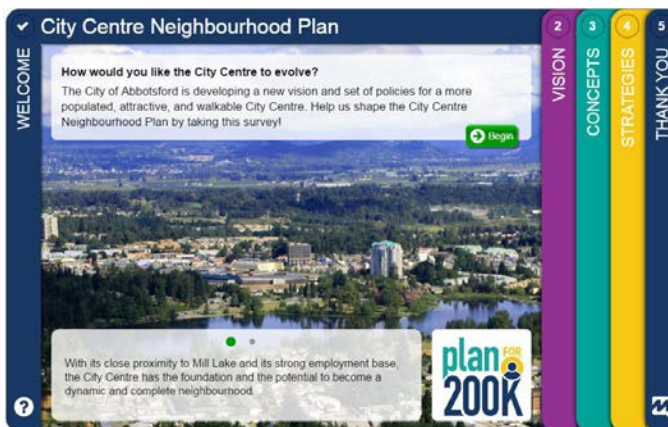 City Centre Neighbourhood Plan
WELCOME
How would you like the City Centre to evolve?
The City of Abbotsford is developing a new vision and set of policies for a more
populated, attractive, and walkable City Centre. Help us shape the City Centre
Neighbourhood Plan by taking this survey!
Begin
With its close proximity to Mill Lake and its strong employment base,
the City Centre has the foundation and the potential to become a
dynamic and complete neighbourhood.
plan FOR
200K
?
2
VISION
3
CONCEPTS
4
STRATEGIES
5
THANK YOU